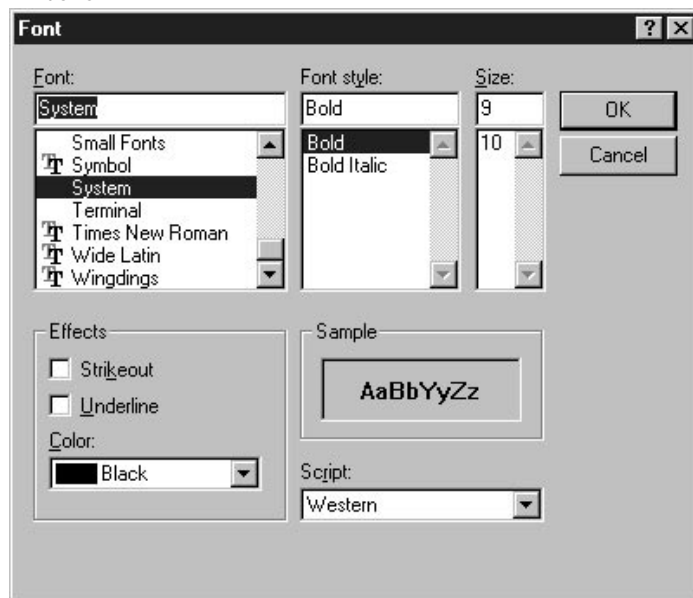 Font
Font:
System
Small Fonts
Symbol
System
Terminal
Times New Roman
Wide Latin
Wingdings
Font style:
Bold
Bold
Bold Italic
Size:
9
10
OK
Cancel
Effects
Strikeout
Underline
Color:
Black
Sample
AaBbYyZz
Script:
Western